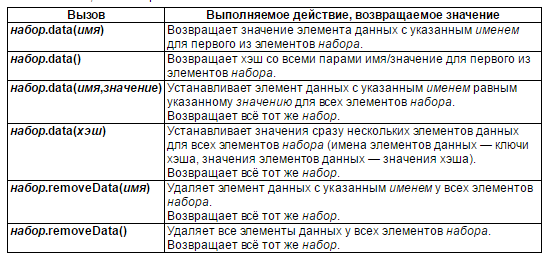 Вызов
Выполняемое действие, возвращаемое значение
набор.data(имя)
Возвращает значение элемента данных с указанным именем
для первого из элементов набора.
набор.data()
Возвращает хэш со всеми парами имя/значение для первого из
элементов набора.
набор.data(имя,значение)
Устанавливает элемент данных с указанным именем равным
указанному значению для всех элементов набора.
Возвращает всё тот же набор.
набор.data(хэш)
Устанавливает значения сразу нескольких элементов данных
для всех элементов набора (имена элементов данных — ключи
хэша, значения элементов данных — значения хэша).
Возвращает всё тот же набор.
набор.removeData(имя)
Удаляет элемент данных с указанным именем у всех элементов
набора.
Возвращает всё тот же набор.
набор.removeData()
Удаляет все элементы данных у всех элементов набора.
Возвращает всё тот же набор.